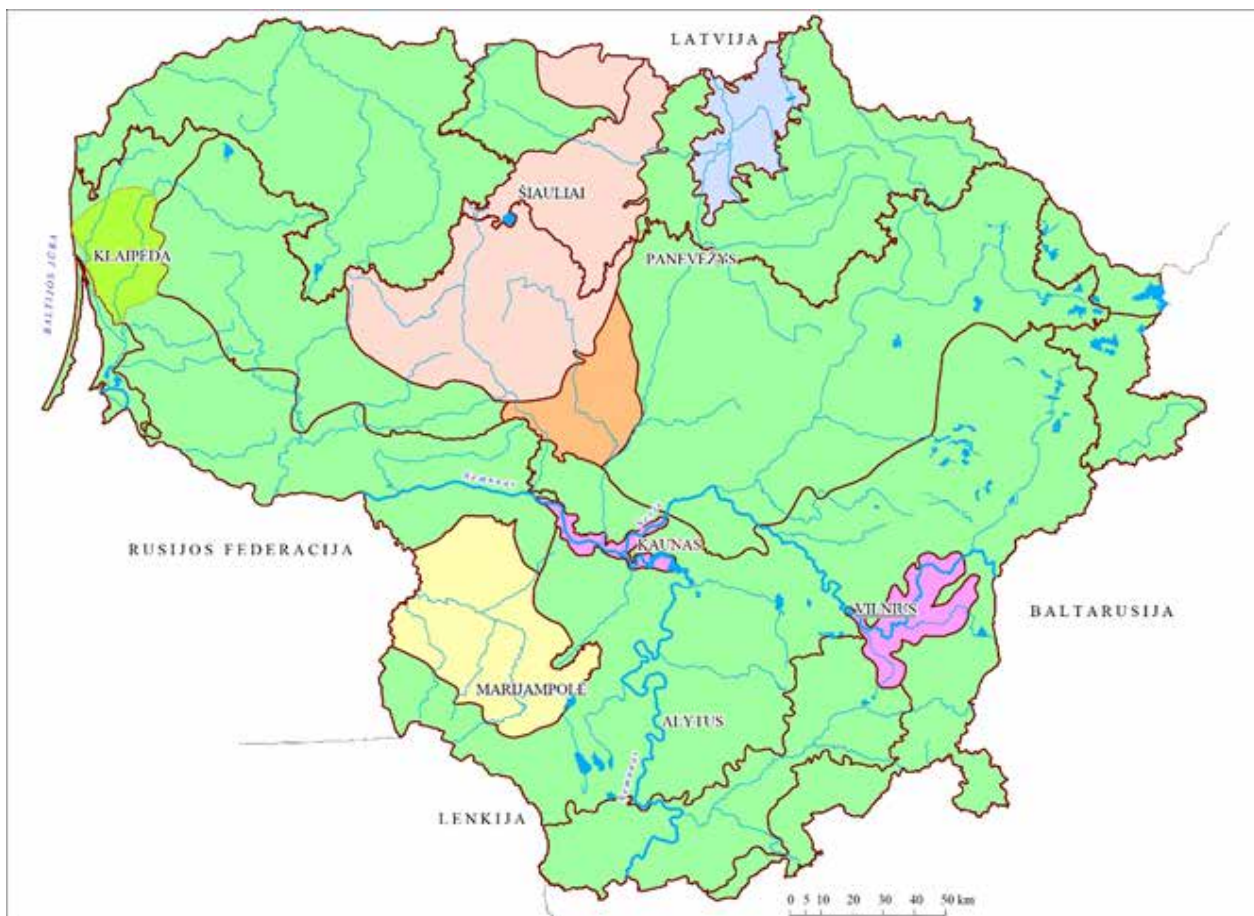 LATVIJA
ŠIAULIAI
KLAIPĖDA
PANEVĖŽYS
BALTIJOS JŪRA
Nemunas
Neris
RUSIJOS FEDERACIJA
KAUNAS
VILNIUS
BALTARUSIJA
MARIJAMPOLĖ
ALYTUS
Nemunas
LENKIJA
0 5 10 20 30 40 50 km